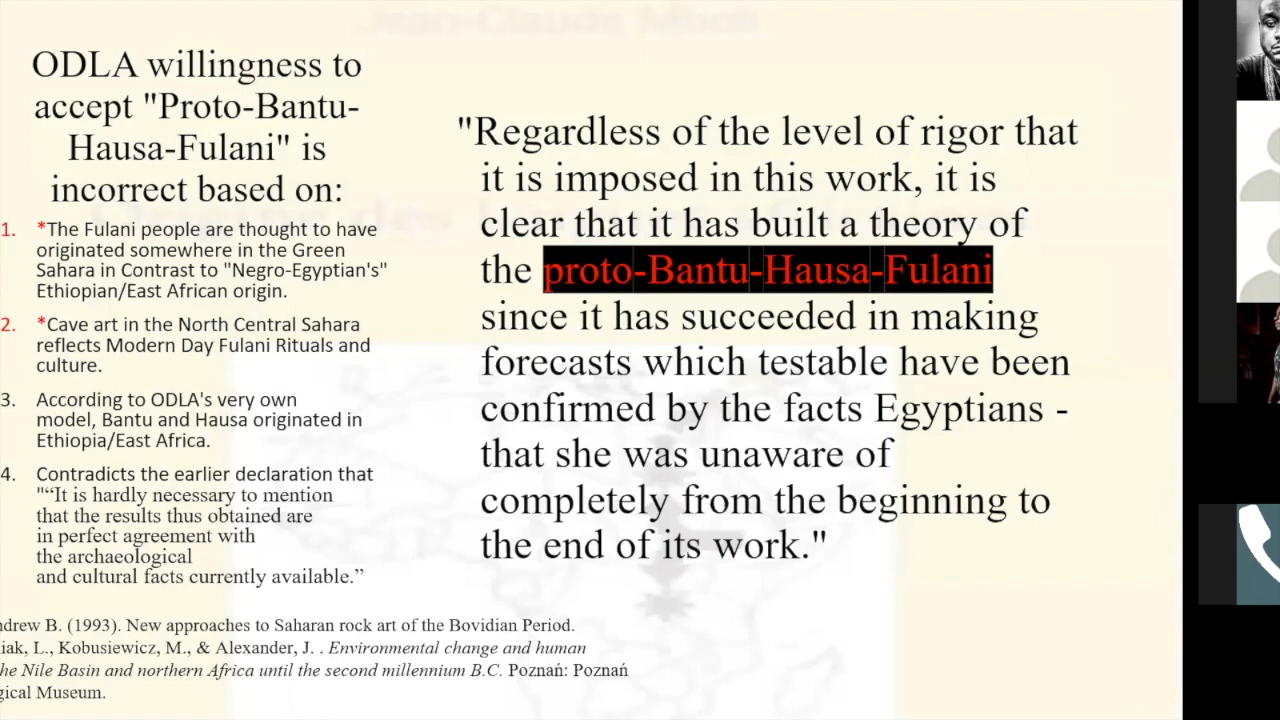 Jean-Claude Mboli
ODLA willingness to
accept "Proto-Bantu-
Hausa-Fulani" is
incorrect based on:
1. *The Fulani people are thought to have
originated somewhere in the Green
Sahara in Contrast to "Negro-Egyptian's"
Ethiopian/East African origin.
2. *Cave art in the North Central Sahara
reflects Modern Day Fulani Rituals and
culture.
3. According to ODLA's very own
model, Bantu and Hausa originated in
Ethiopia/East Africa.
4. Contradicts the earlier declaration that
"“It is hardly necessary to mention
that the results thus obtained are
in perfect agreement with
the archaeological
and cultural facts currently available.”
"Regardless of the level of rigor that
it is imposed in this work, it is
clear that it has built a theory of
the proto-Bantu-Hausa-Fulani
since it has succeeded in making
forecasts which testable have been
confirmed by the facts Egyptians -
that she was unaware of
completely from the beginning to
the end of its work."
ndrew B. (1993). New approaches to Saharan rock art of the Bovidian Period.
iak, L., Kobusiewicz, M., & Alexander, J. . Environmental change and human
he Nile Basin and northern Africa until the second millennium B.C. Poznań: Poznań
gical Museum.